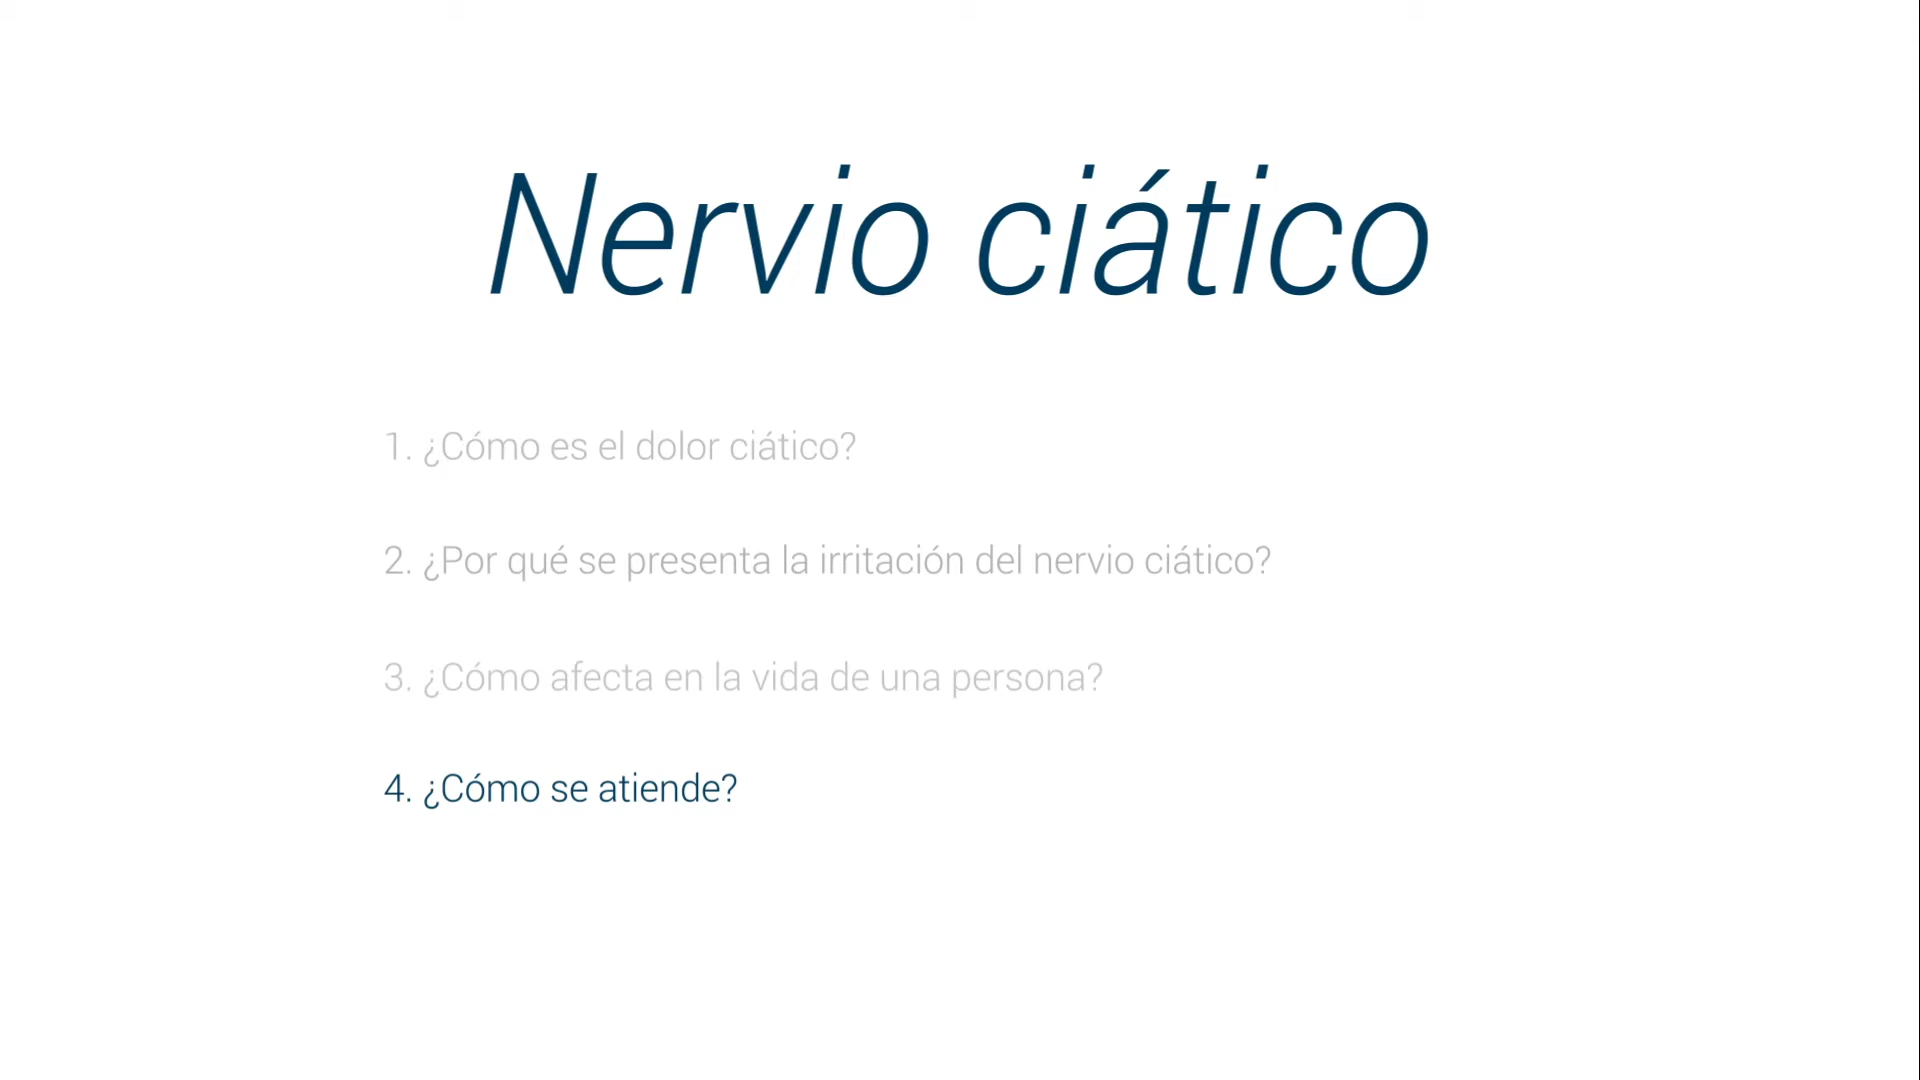 Nervio ciático
1. ¿Cómo es el dolor ciático?
2. ¿Por qué se presenta la irritación del nervio ciático?
3. ¿Cómo afecta en la vida de una persona?
4. ¿Cómo se atiende?